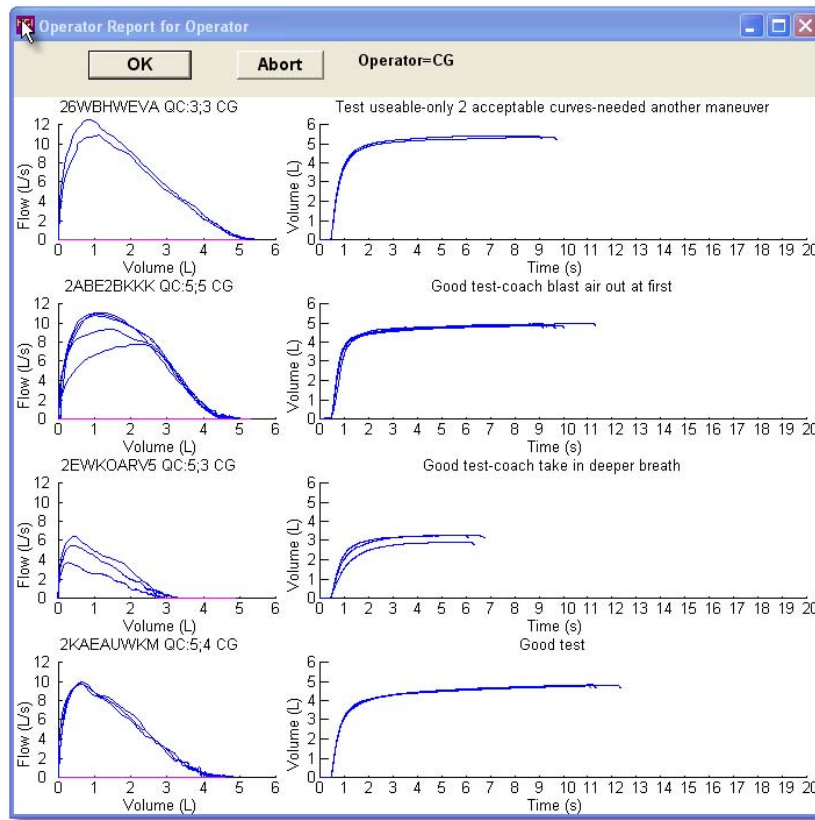 Operator Report for Operator
OK Abort Operator=CG
26WBHWEVA QC:3;3 CG
12
10
8
6
4
2
0
Flow (L/s)
0 1 2 3 4 5 6
Volume (L)
Test useable-only 2 acceptable curves-needed another maneuver
6
5
4
3
2
1
0
Volume (L)
0 1 2 3 4 5 6 7 8 9 10 11 12 13 14 15 16 17 18 19 20
Time (s)
2ABE2BKKK QC:5;5 CG
12
10
8
6
4
2
0
Flow (L/s)
0 1 2 3 4 5 6
Volume (L)
Good test-coach blast air out at first
6
5
4
3
2
1
0
Volume (L)
0 1 2 3 4 5 6 7 8 9 10 11 12 13 14 15 16 17 18 19 20
Time (s)
2EWKOARV5 QC:5;3 CG
12
10
8
6
4
2
0
Flow (L/s)
0 1 2 3 4 5 6
Volume (L)
Good test-coach take in deeper breath
6
5
4
3
2
1
0
Volume (L)
0 1 2 3 4 5 6 7 8 9 10 11 12 13 14 15 16 17 18 19 20
Time (s)
2KAEAUWKM QC:5;4 CG
12
10
8
6
4
2
0
Flow (L/s)
0 1 2 3 4 5 6
Volume (L)
Good test
6
5
4
3
2
1
0
Volume (L)
0 1 2 3 4 5 6 7 8 9 10 11 12 13 14 15 16 17 18 19 20
Time (s)